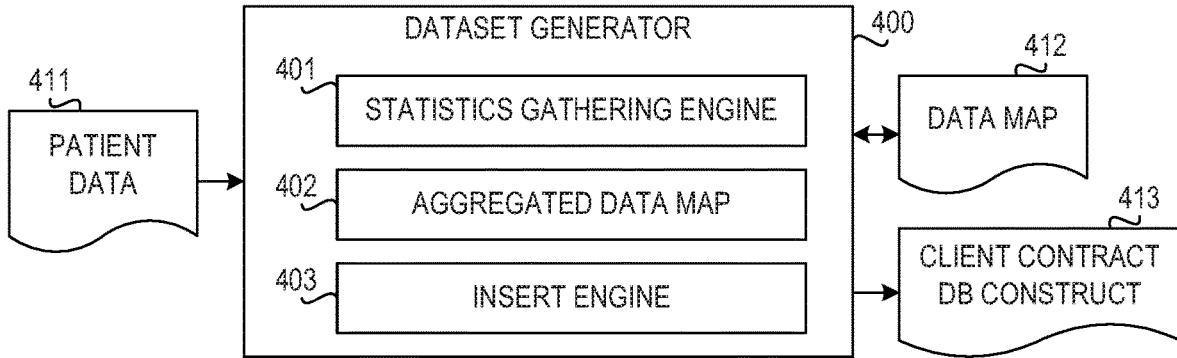 DATASET GENERATOR
400
401
STATISTICS GATHERING ENGINE
402
AGGREGATED DATA MAP
403
INSERT ENGINE
411
PATIENT
DATA
412
DATA MAP
413
CLIENT CONTRACT
DB CONSTRUCT